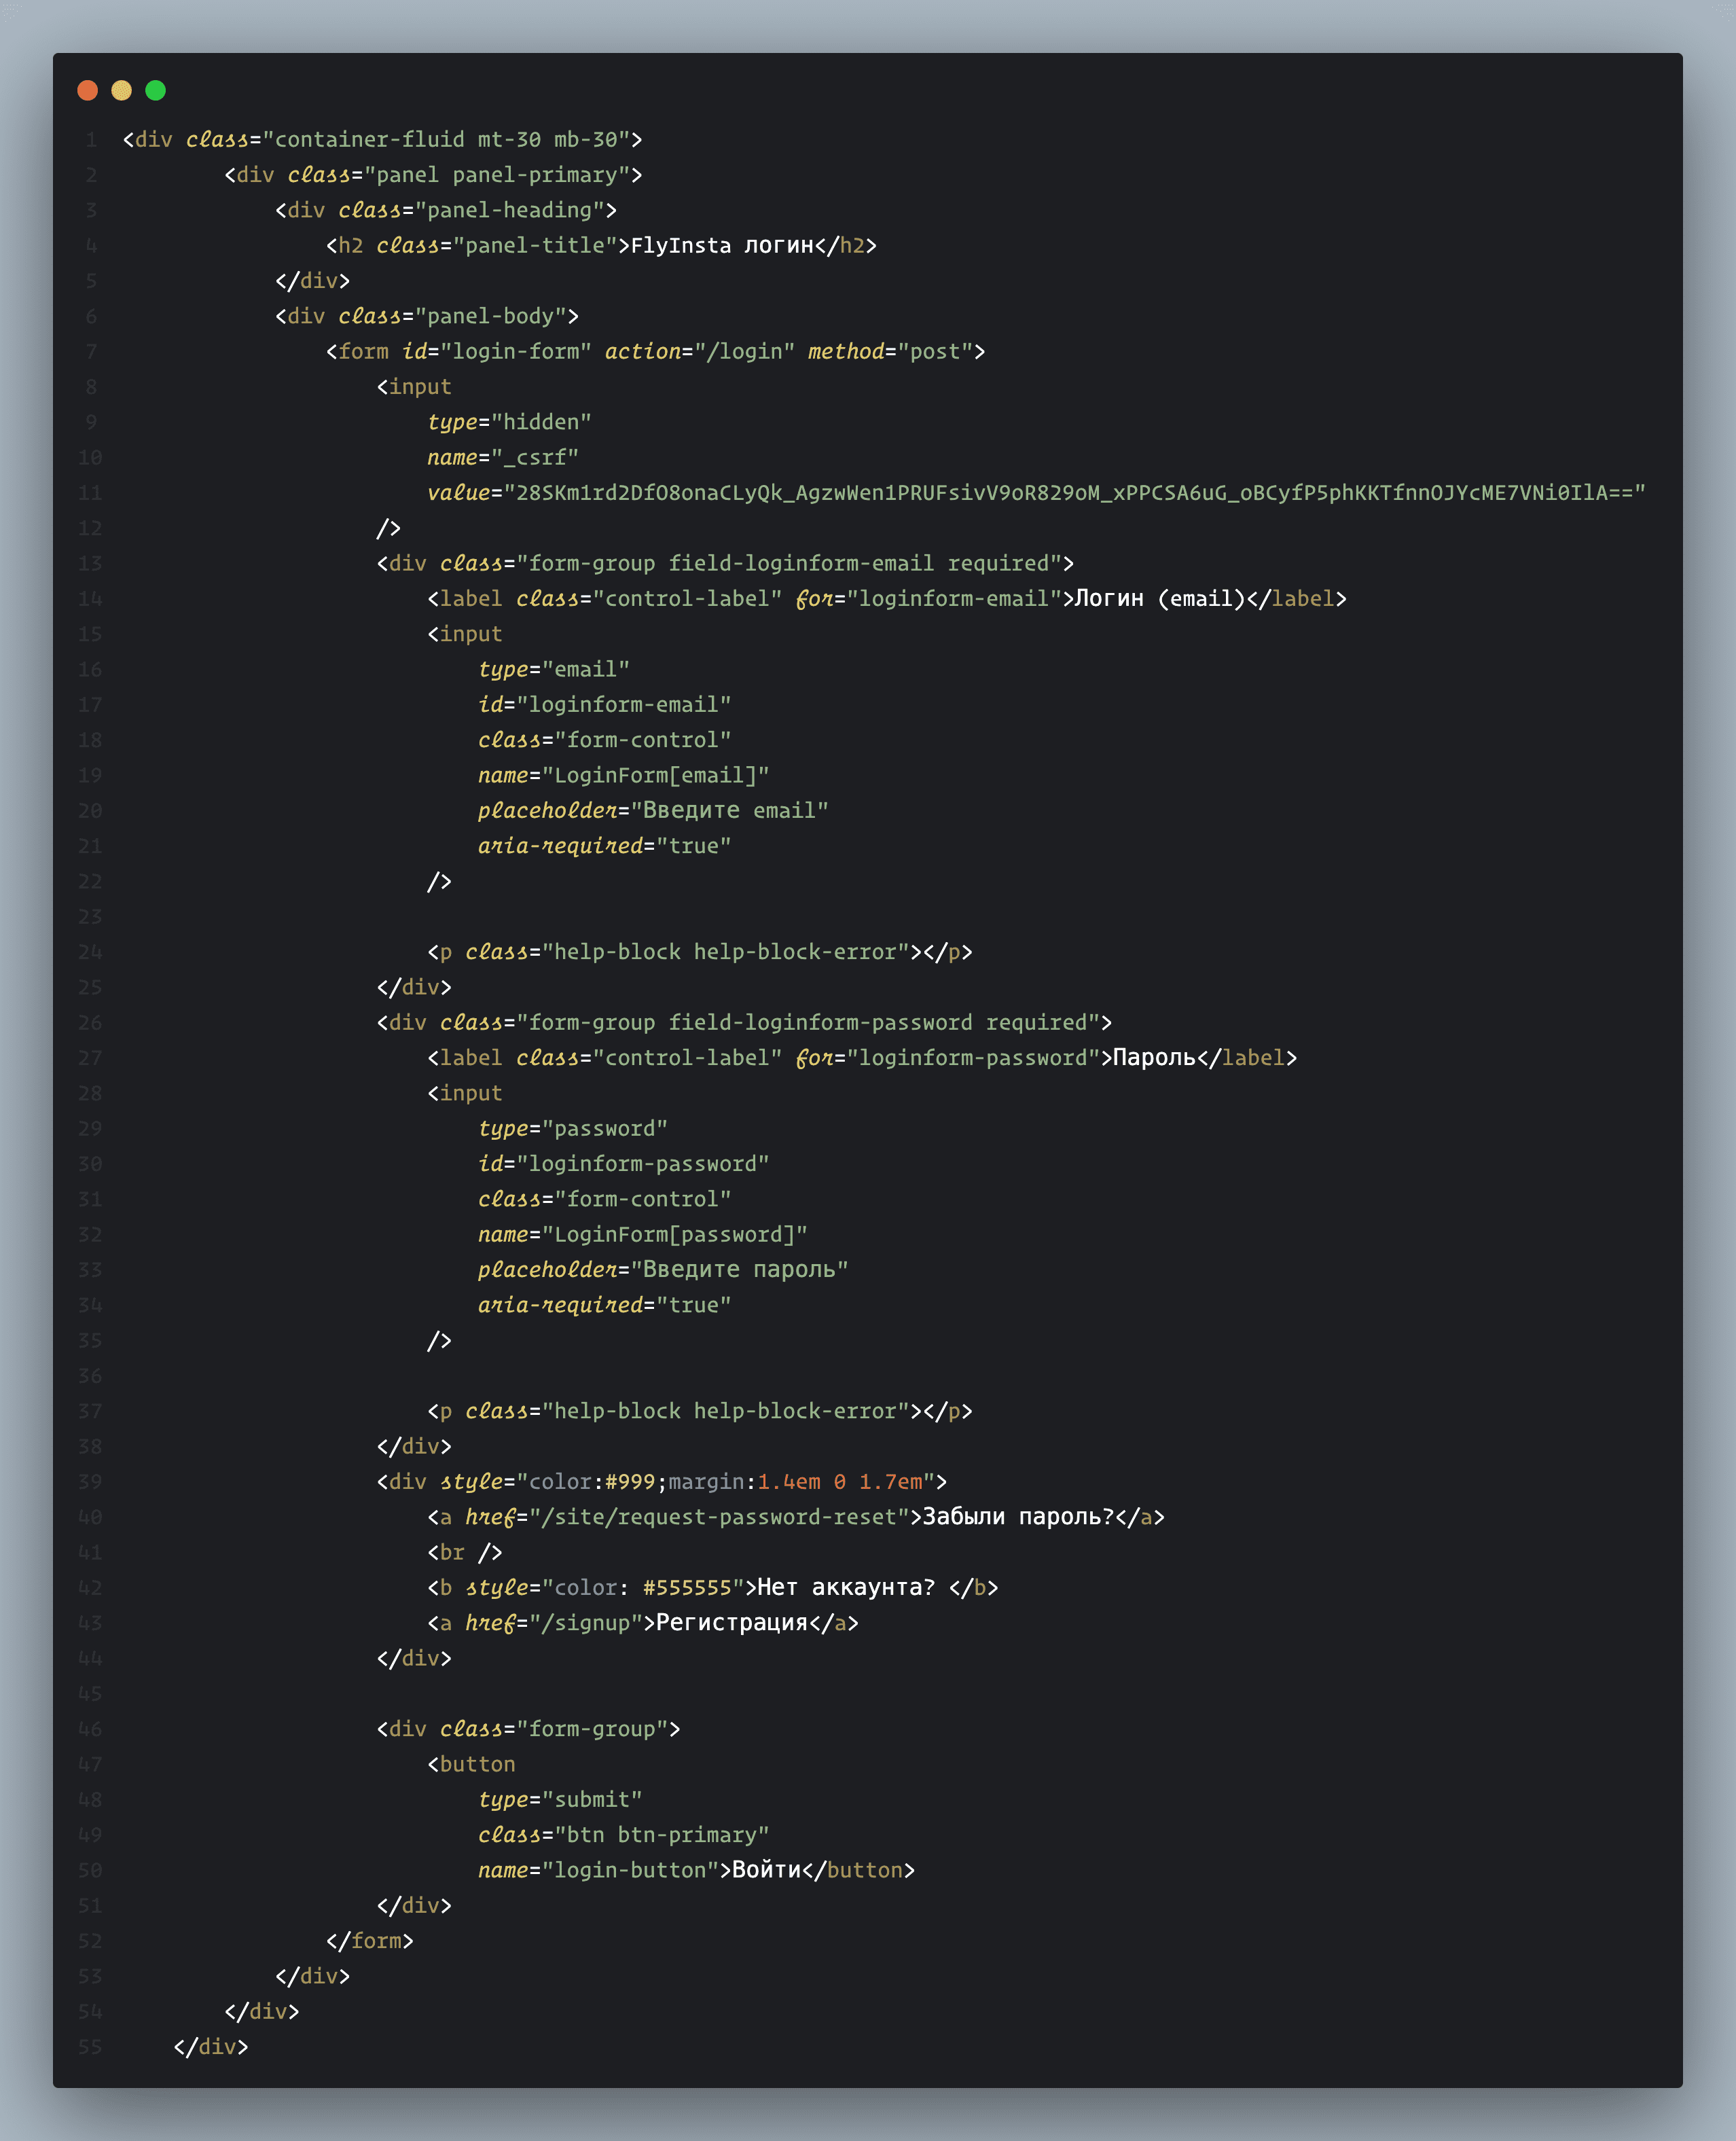 1 <div class="container-fluid mt-30 mb-30">
2 <div class="panel panel-primary">
3 <div class="panel-heading">
4 <h2 class="panel-title">FlyInsta логин</h2>
5 </div>
6 <div class="panel-body">
7 <form id="login-form" action="/login" method="post">
8 <input
9 type="hidden"
10 name="_csrf"
11 value="28SKm1rd2DfO8onaCLyQk_AgzwWen1PRUFsivV9oR829oM_xPPCSA6uG_oBCyfP5phKKTfnnOJYcME7VNi0IlA=="
12 />
13 <div class="form-group field-loginform-email required">
14 <label class="control-label" for="loginform-email">Логин (email)</label>
15 <input
16 type="email"
17 id="loginform-email"
18 class="form-control"
19 name="LoginForm[email]"
20 placeholder="Введите email"
21 aria-required="true"
22 />
23
24 <p class="help-block help-block-error"></p>
25 </div>
26 <div class="form-group field-loginform-password required">
27 <label class="control-label" for="loginform-password">Пароль</label>
28 <input
29 type="password"
30 id="loginform-password"
31 class="form-control"
32 name="LoginForm[password]"
33 placeholder="Введите пароль"
34 aria-required="true"
35 />
36
37 <p class="help-block help-block-error"></p>
38 </div>
39 <div style="color:#999;margin:1.4em 0 1.7em">
40 <a href="/site/request-password-reset">Забыли пароль?</a>
41 <br />
42 <b style="color: #555555">Нет аккаунта? </b>
43 <a href="/signup">Регистрация</a>
44 </div>
45
46 <div class="form-group">
47 <button
48 type="submit"
49 class="btn btn-primary"
50 name="login-button">Войти</button>
51 </div>
52 </form>
53 </div>
54 </div>
55 </div>